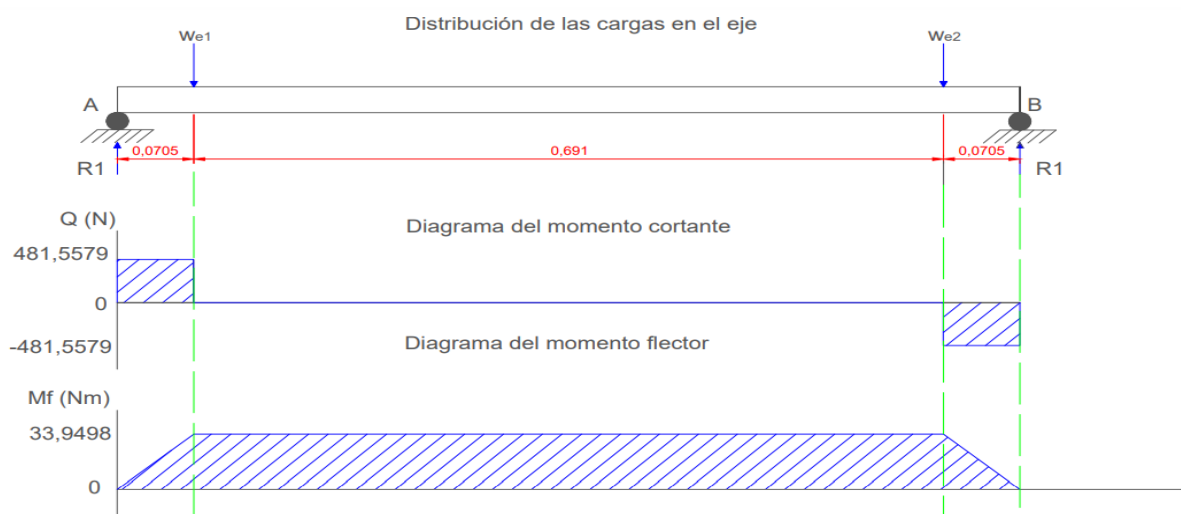 Distribución de las cargas en el eje
We1 We2
A B
0,0705 0,691 0,0705
R1 R1
Q (N)
Diagrama del momento cortante
481,5579
0
-481,5579
Diagrama del momento flector
Mf (Nm)
33,9498
0